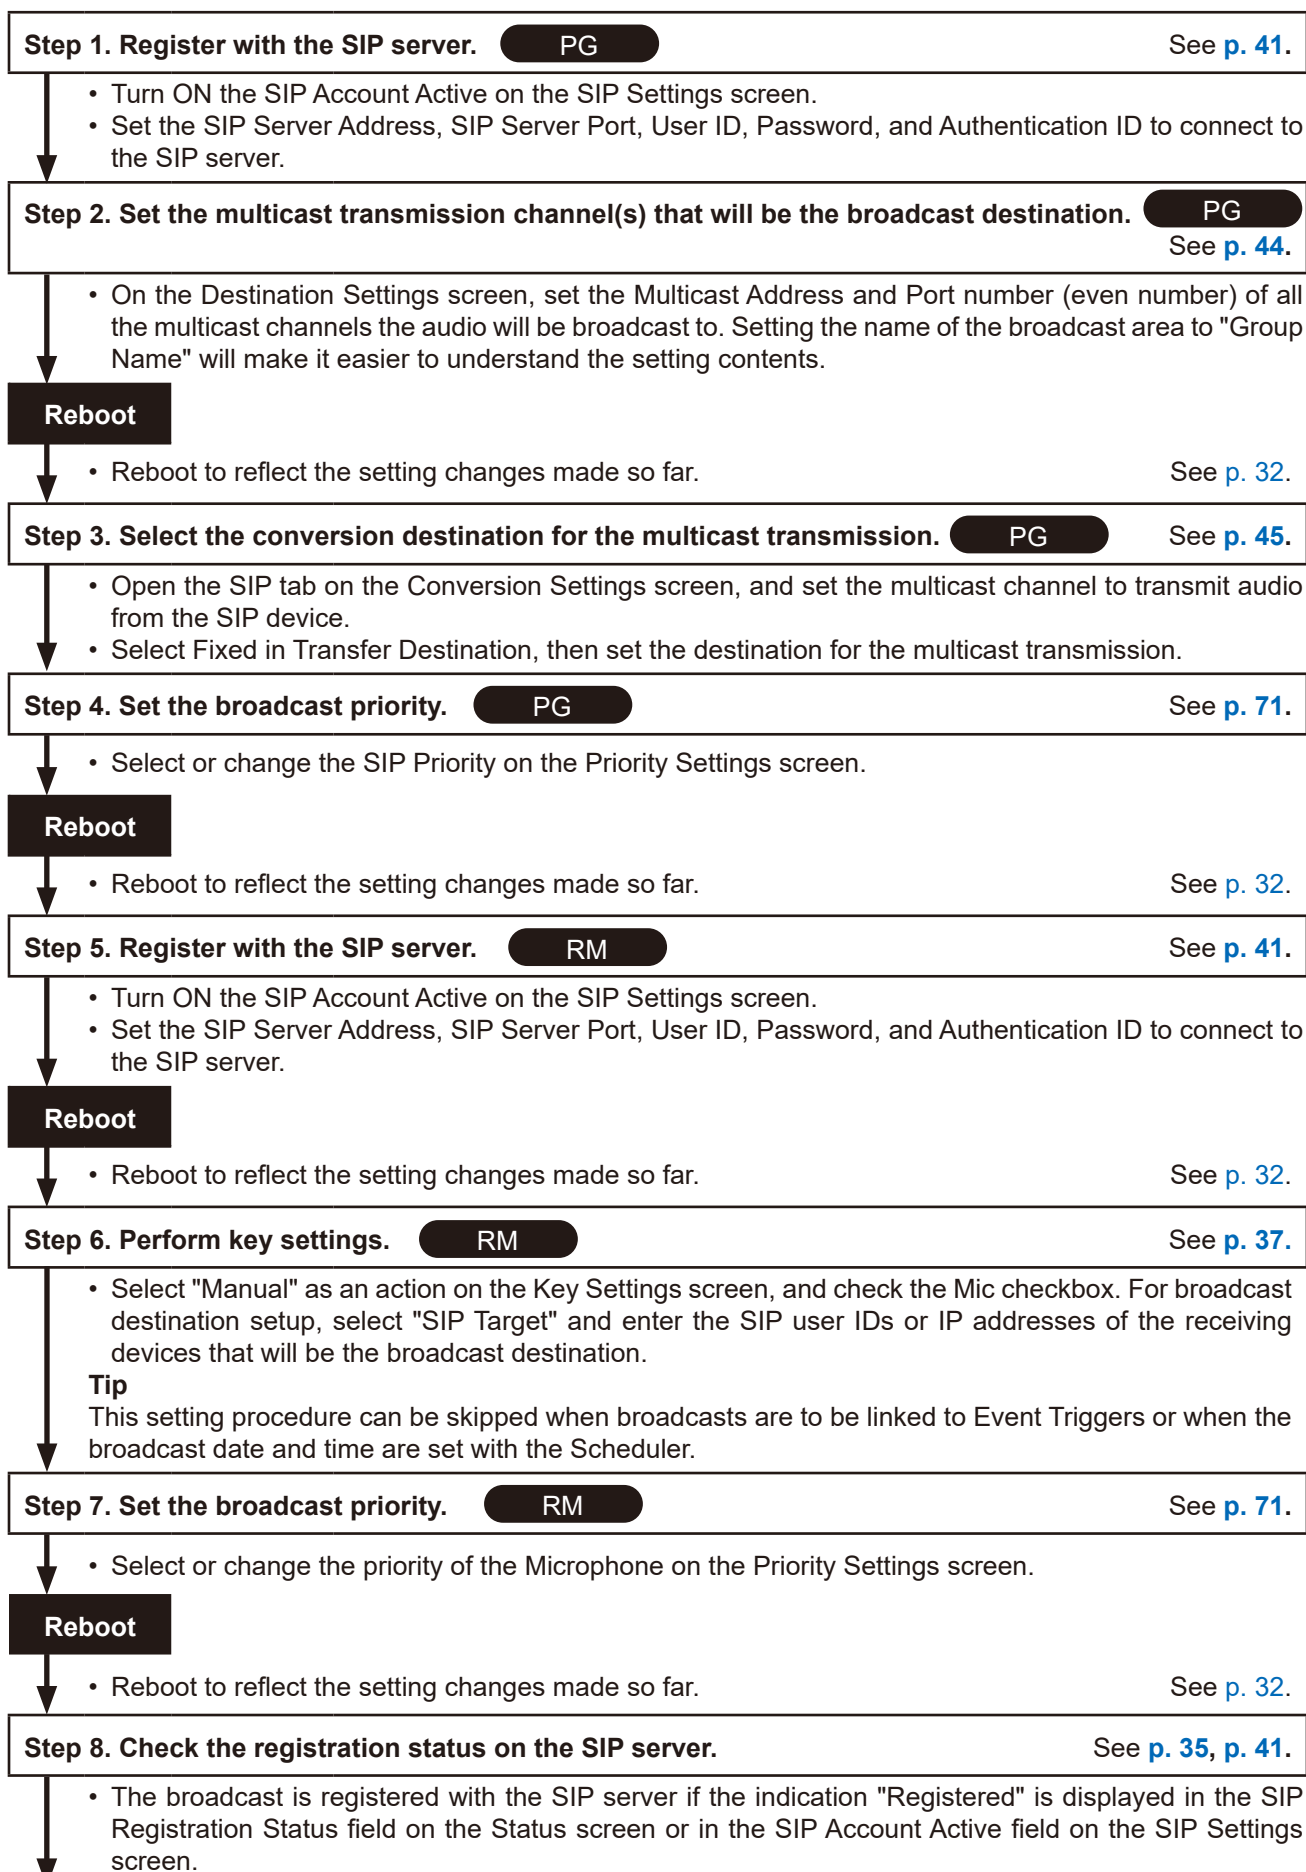 Step 1. Register with the SIP server. PG See p. 41.
• Turn ON the SIP Account Active on the SIP Settings screen.
• Set the SIP Server Address, SIP Server Port, User ID, Password, and Authentication ID to connect to
the SIP server.
Step 2. Set the multicast transmission channel(s) that will be the broadcast destination. PG
See p. 44.
• On the Destination Settings screen, set the Multicast Address and Port number (even number) of all
the multicast channels the audio will be broadcast to. Setting the name of the broadcast area to "Group
Name" will make it easier to understand the setting contents.
Reboot
• Reboot to reflect the setting changes made so far. See p. 32.
Step 3. Select the conversion destination for the multicast transmission. PG See p. 45.
• Open the SIP tab on the Conversion Settings screen, and set the multicast channel to transmit audio
from the SIP device.
• Select Fixed in Transfer Destination, then set the destination for the multicast transmission.
Step 4. Set the broadcast priority. PG See p. 71.
• Select or change the SIP Priority on the Priority Settings screen.
Reboot
• Reboot to reflect the setting changes made so far. See p. 32.
Step 5. Register with the SIP server. RM See p. 41.
• Turn ON the SIP Account Active on the SIP Settings screen.
• Set the SIP Server Address, SIP Server Port, User ID, Password, and Authentication ID to connect to
the SIP server.
Reboot
• Reboot to reflect the setting changes made so far. See p. 32.
Step 6. Perform key settings. RM See p. 37.
• Select "Manual" as an action on the Key Settings screen, and check the Mic checkbox. For broadcast
destination setup, select "SIP Target" and enter the SIP user IDs or IP addresses of the receiving
devices that will be the broadcast destination.
Tip
This setting procedure can be skipped when broadcasts are to be linked to Event Triggers or when the
broadcast date and time are set with the Scheduler.
Step 7. Set the broadcast priority. RM See p. 71.
• Select or change the priority of the Microphone on the Priority Settings screen.
Reboot
• Reboot to reflect the setting changes made so far. See p. 32.
Step 8. Check the registration status on the SIP server. See p. 35, p. 41.
• The broadcast is registered with the SIP server if the indication "Registered" is displayed in the SIP
Registration Status field on the Status screen or in the SIP Account Active field on the SIP Settings
screen.